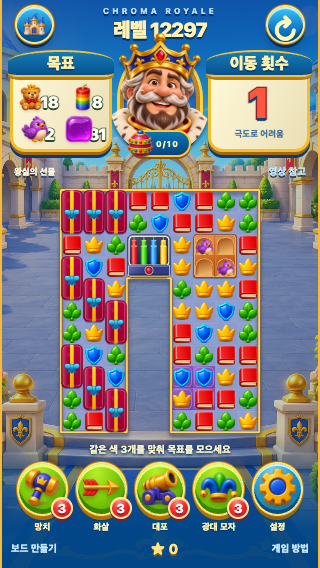 CHROMA ROYALE
레벨 12297
목표
이동 횟수
18
8
2
31
1
극도로 어려움
0/10
왕실의 선물
영상 참고
같은 색 3개를 맞춰 목표를 모으세요
3
3
3
3
망치
화살
대포
광대 모자
설정
보드 만들기
0
게임 방법